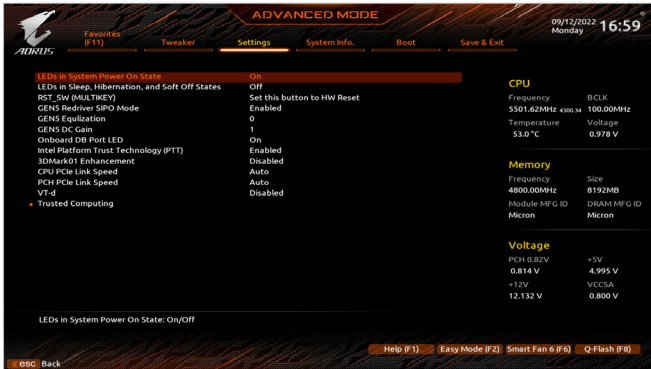 ADVANCED MODE
09/12/2022 Monday 16:59
AORUS
Favorites (F11)
Tweaker
Settings
System Info.
Boot
Save & Exit
LEDs in System Power On State On
LEDs in Sleep, Hibernation, and Soft Off States Off
RST_SW (MULTIKEY) Set this button to HW Reset
GEN5 Redriver SIPO Mode Enabled
GEN5 Equlization 0
GEN5 DC Gain 1
Onboard DB Port LED On
Intel Platform Trust Technology (PTT) Enabled
3DMark01 Enhancement Disabled
CPU PCIe Link Speed Auto
PCH PCIe Link Speed Auto
VT-d Disabled
Trusted Computing
CPU
Frequency BCLK
5501.62MHz 4300.34 100.00MHz
Temperature Voltage
53.0 °C 0.978 V
Memory
Frequency Size
4800.00MHz 8192MB
Module MFG ID DRAM MFG ID
Micron Micron
Voltage
PCH 0.82V +5V
0.814 V 4.995 V
+12V VCCSA
12.132 V 0.800 V
LEDs in System Power On State: On/Off
Help (F1) Easy Mode (F2) Smart Fan 6 (F6) Q-Flash (F8)
esc Back